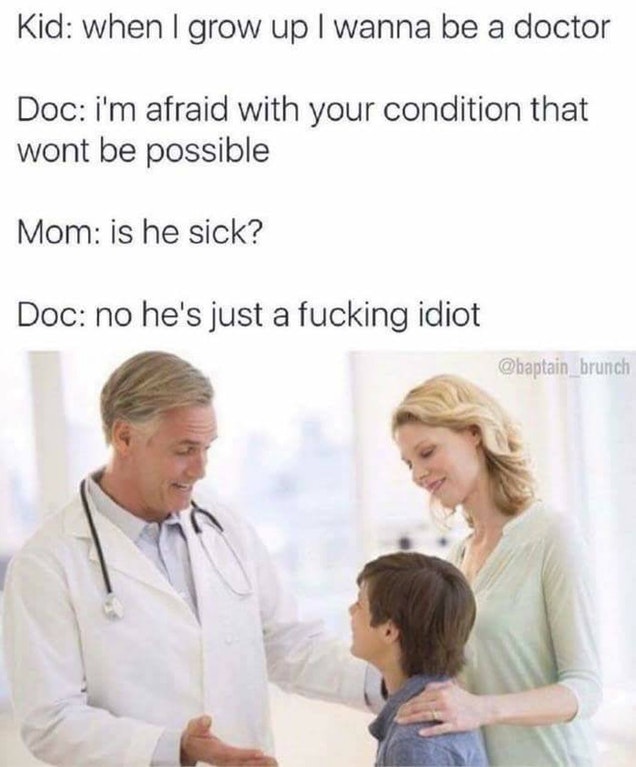 Kid: when I grow up I wanna be a doctor
Doc: i'm afraid with your condition that
wont be possible
Mom: is he sick?
Doc: no he's just a fucking idiot
@baptain_brunch